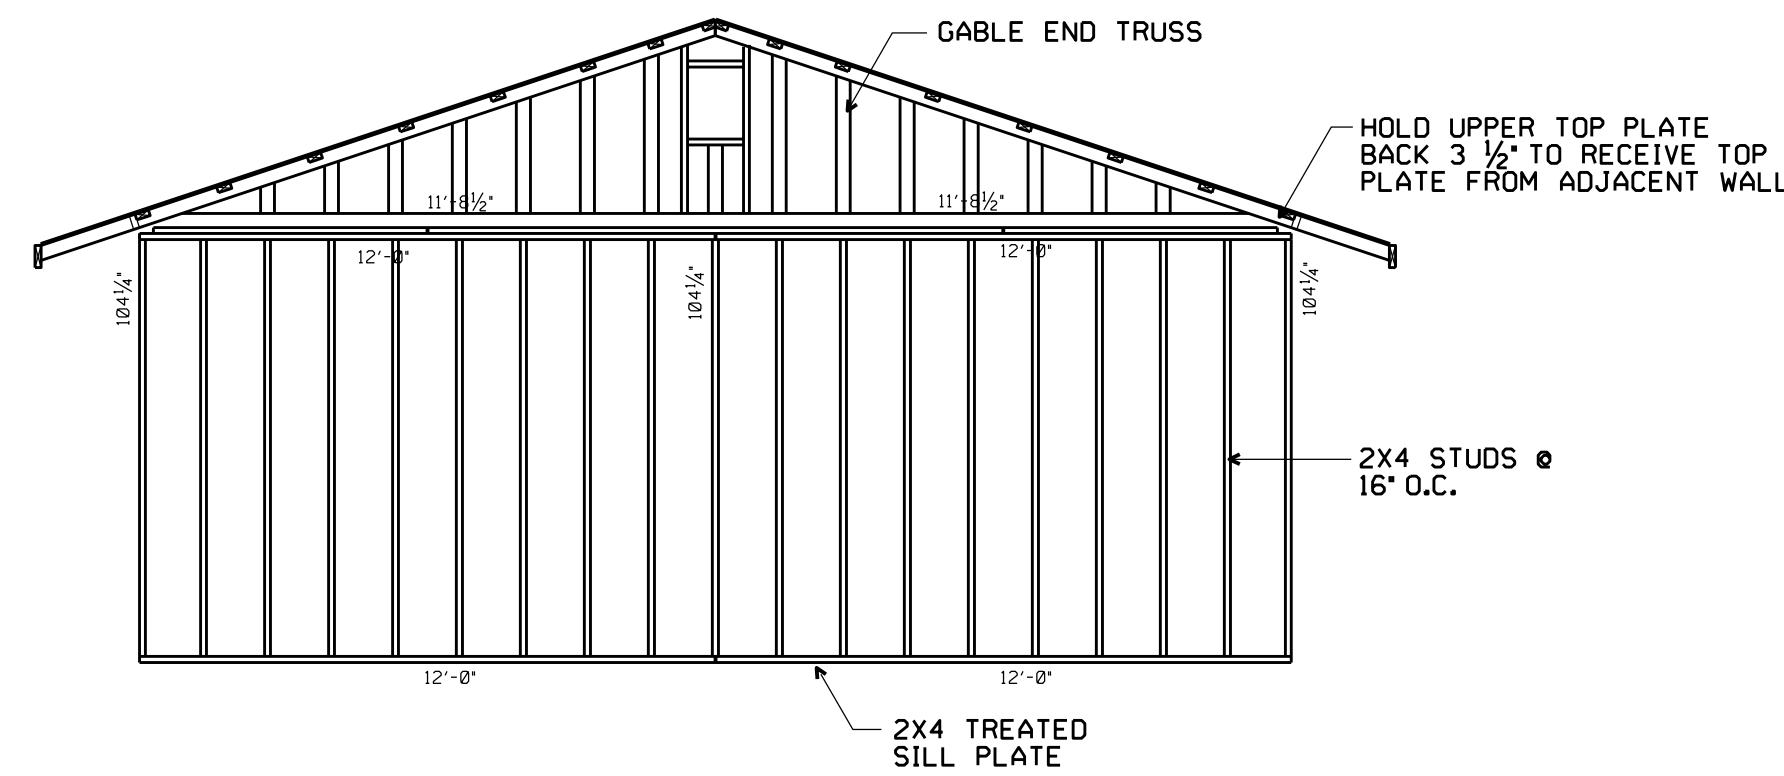 GABLE END TRUSS
HOLD UPPER TOP PLATE
BACK 3 ½" TO RECEIVE TOP
PLATE FROM ADJACENT WALL
11'-8½"
11'-8½"
12'-0"
12'-0"
104¼"
104¼"
104¼"
2X4 STUDS @
16" O.C.
12'-0"
12'-0"
2X4 TREATED
SILL PLATE